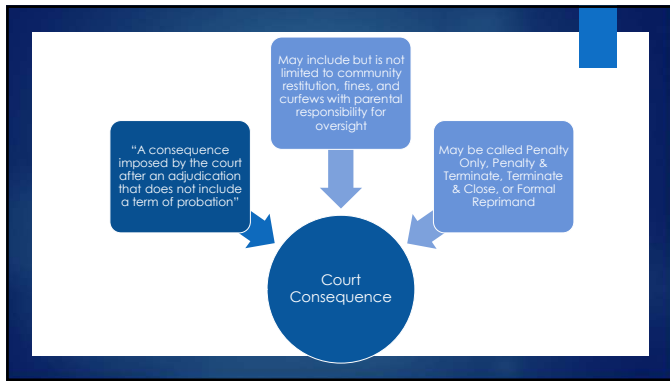 May include but is not
limited to community
restitution, fines, and
curfews with parental
responsibility for
oversight
“A consequence
imposed by the court
after an adjudication
that does not include
a term of probation”
May be called Penalty
Only, Penalty &
Terminate, Terminate
& Close, or Formal
Reprimand
Court
Consequence